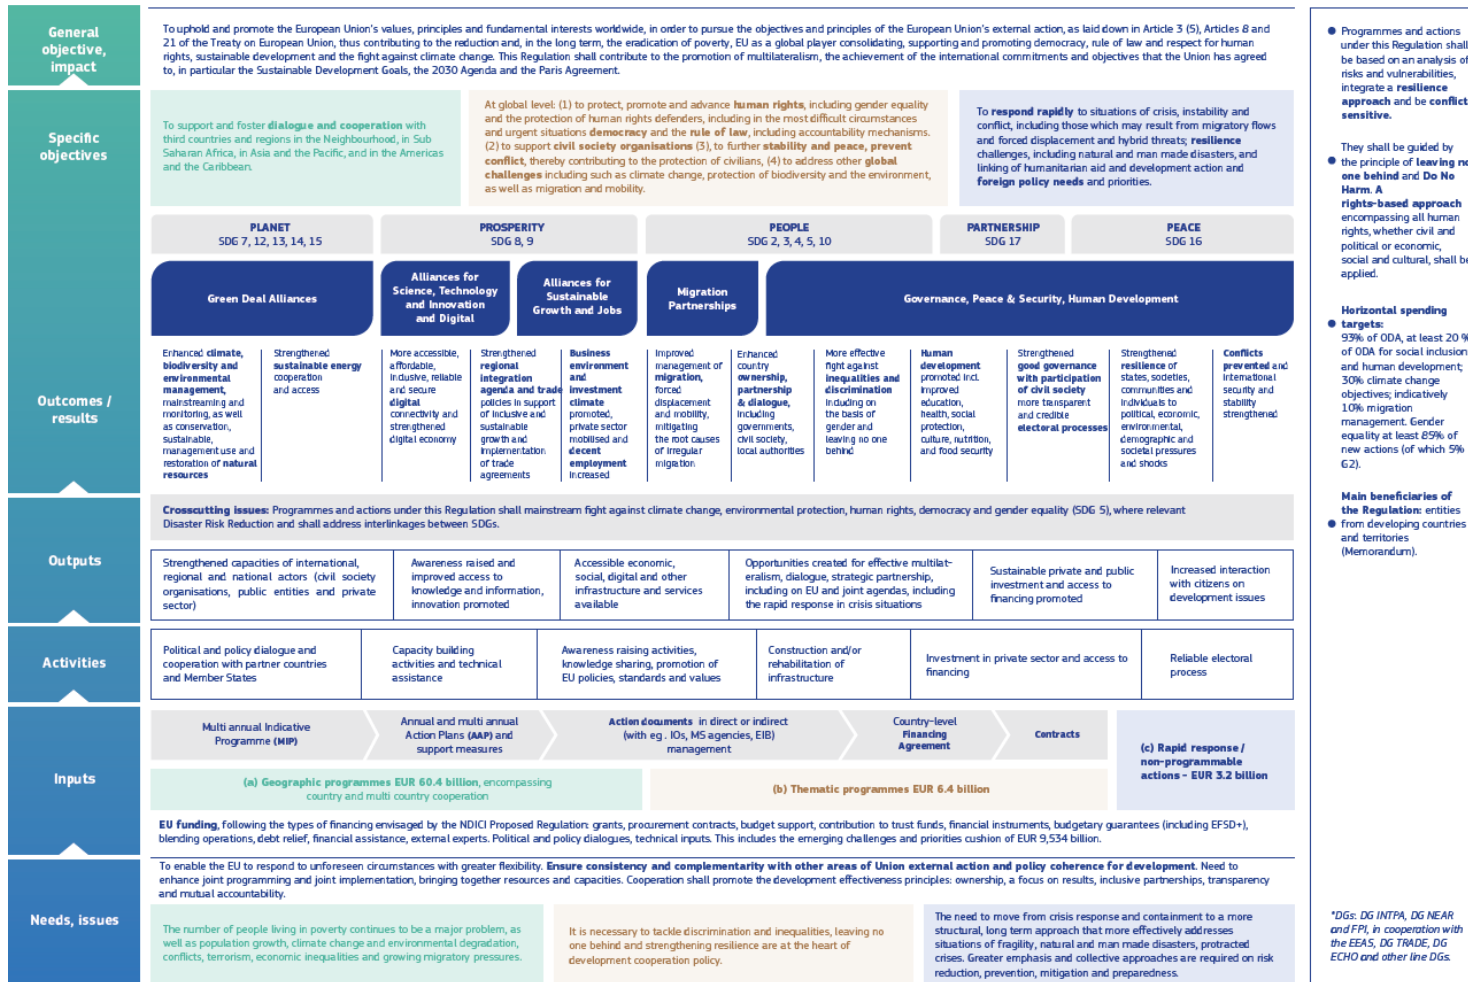 General
objective,
impact
To uphold and promote the European Union's values, principles and fundamental interests worldwide, in order to pursue the objectives and principles of the European Union's external action, as laid down in Article 3 (5), Articles 8 and
21 of the Treaty on European Union, thus contributing to the reduction and, in the long term, the eradication of poverty, EU as a global player consolidating, supporting and promoting democracy, rule of law and respect for human
rights, sustainable development and the fight against climate change. This Regulation shall contribute to the promotion of multilateralism, the achievement of the international commitments and objectives that the Union has agreed
to, in particular the Sustainable Development Goals, the 2030 Agenda and the Paris Agreement.
Specific
objectives
To support and foster dialogue and cooperation with
third countries and regions in the Neighbourhood, in Sub
Saharan Africa, in Asia and the Pacific, and in the Americas
and the Caribbean.
At global level: (1) to protect, promote and advance human rights, including gender equality
and the protection of human rights defenders, including in the most difficult circumstances
and urgent situations democracy and the rule of law, including accountability mechanisms.
(2) to support civil society organisations (3), to further stability and peace, prevent
conflict, thereby contributing to the protection of civilians, (4) to address other global
challenges including such as climate change, protection of biodiversity and the environment,
as well as migration and mobility.
To respond rapidly to situations of crisis, instability and
conflict, including those which may result from migratory flows
and forced displacement and hybrid threats; resilience
challenges, including natural and man made disasters, and
linking of humanitarian aid and development action and
foreign policy needs and priorities.
PLANET
SDG 7, 12, 13, 14, 15
PROSPERITY
SDG 8, 9
PEOPLE
SDG 2, 3, 4, 5, 10
PARTNERSHIP
SDG 17
PEACE
SDG 16
Green Deal Alliances
Alliances for
Science, Technology
and Innovation
and Digital
Alliances for
Sustainable
Growth and Jobs
Migration
Partnerships
Governance, Peace & Security, Human Development
Outcomes /
results
Enhanced climate,
biodiversity and
environmental
management,
mainstreaming and
monitoring, as well
as conservation,
sustainable,
management use and
restoration of natural
resources
Strengthened
sustainable energy
cooperation
and access
More accessible,
affordable,
inclusive, reliable
and secure
digital
connectivity and
strengthened
digital economy
Strengthened
regional
integration
agenda and trade
policies in support
of inclusive and
sustainable
growth and
implementation
of trade
agreements
Business
environment
and
investment
climate
promoted,
private sector
mobilised and
decent
employment
increased
Improved
management of
migration,
forced
displacement
and mobility,
mitigating
the root causes
of irregular
migration
Enhanced
country
ownership,
partnership
& dialogue,
including
governments,
civil society,
local authorities
More effective
fight against
inequalities and
discrimination
including on
the basis of
gender and
leaving no one
behind
Human
development
promoted incl.
improved
education,
health, social
protection,
culture, nutrition,
and food security
Strengthened
good governance
with participation
of civil society
more transparent
and credible
electoral processes
Strengthened
resilience of
states, societies,
communities and
individuals to
political, economic,
environmental,
demographic and
societal pressures
and shocks
Conflicts
prevented and
international
security and
stability
strengthened
Crosscutting issues: Programmes and actions under this Regulation shall mainstream fight against climate change, environmental protection, human rights, democracy and gender equality (SDG 5), where relevant
Disaster Risk Reduction and shall address interlinkages between SDGs.
Outputs
Strengthened capacities of international,
regional and national actors (civil society
organisations, public entities and private
sector)
Awareness raised and
improved access to
knowledge and information,
innovation promoted
Accessible economic,
social, digital and other
infrastructure and services
available
Opportunities created for effective multilat-
eralism, dialogue, strategic partnership,
including on EU and joint agendas, including
the rapid response in crisis situations
Sustainable private and public
investment and access to
financing promoted
Increased interaction
with citizens on
development issues
Activities
Political and policy dialogue and
cooperation with partner countries
and Member States
Capacity building
activities and technical
assistance
Awareness raising activities,
knowledge sharing, promotion of
EU policies, standards and values
Construction and/or
rehabilitation of
infrastructure
Investment in private sector and access to
financing
Reliable electoral
process
Inputs
Multi annual Indicative
Programme (MIP)
Annual and multi annual
Action Plans (AAP) and
support measures
Action documents in direct or indirect
(with eg. IOs, MS agencies, EIB)
management
Country-level
Financing
Agreement
Contracts
(c) Rapid response /
non-programmable
actions - EUR 3.2 billion
(a) Geographic programmes EUR 60.4 billion, encompassing
country and multi country cooperation
(b) Thematic programmes EUR 6.4 billion
EU funding, following the types of financing envisaged by the NDICI Proposed Regulation: grants, procurement contracts, budget support, contribution to trust funds, financial instruments, budgetary guarantees (including EFSD+),
blending operations, debt relief, financial assistance, external experts. Political and policy dialogues, technical inputs. This includes the emerging challenges and priorities cushion of EUR 9,534 billion.
Needs, issues
To enable the EU to respond to unforeseen circumstances with greater flexibility. Ensure consistency and complementarity with other areas of Union external action and policy coherence for development. Need to
enhance joint programming and joint implementation, bringing together resources and capacities. Cooperation shall promote the development effectiveness principles: ownership, a focus on results, inclusive partnerships, transparency
and mutual accountability.
The number of people living in poverty continues to be a major problem, as
well as population growth, climate change and environmental degradation,
conflicts, terrorism, economic inequalities and growing migratory pressures.
It is necessary to tackle discrimination and inequalities, leaving no
one behind and strengthening resilience are at the heart of
development cooperation policy.
The need to move from crisis response and containment to a more
structural, long term approach that more effectively addresses
situations of fragility, natural and man made disasters, protracted
crises. Greater emphasis and collective approaches are required on risk
reduction, prevention, mitigation and preparedness.
Programmes and actions
under this Regulation shall
be based on an analysis of
risks and vulnerabilities,
integrate a resilience
approach and be conflict
sensitive.
They shall be guided by
the principle of leaving no
one behind and Do No
Harm. A
rights-based approach
encompassing all human
rights, whether civil and
political or economic,
social and cultural, shall be
applied.
Horizontal spending
targets:
93% of ODA, at least 20 %
of ODA for social inclusion
and human development;
30% climate change
objectives; indicatively
10% migration
management. Gender
equality at least 85% of
new actions (of which 5%
G2).
Main beneficiaries of
the Regulation: entities
from developing countries
and territories
(Memorandum).
*DGs: DG INTPA, DG NEAR
and FPI, in cooperation with
the EEAS, DG TRADE, DG
ECHO and other line DGs.